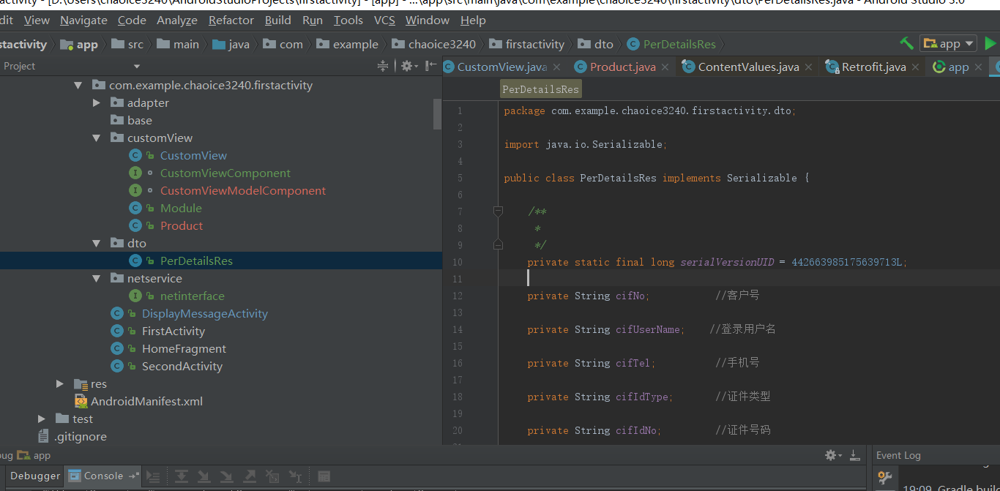 activity - [D:\Users\chaoice3240\AndroidStudioProjects\firstactivity] - [app] - ...\app\src\main\java\com\example\chaoice3240\firstactivity\dto\PerDetailsRes.java - Android Studio 3.0
dit View Navigate Code Analyze Refactor Build Run Tools VCS Window Help
stactivity app src main java com example chaoice3240 firstactivity dto PerDetailsRes app
Project
CustomView.java Product.java ContentValues.java Retrofit.java app
com.example.chaoice3240.firstactivity
adapter
base
customView
CustomView
CustomViewComponent
CustomViewModelComponent
Module
Product
dto
PerDetailsRes
netservice
netinterface
DisplayMessageActivity
FirstActivity
HomeFragment
SecondActivity
res
AndroidManifest.xml
test
.gitignore
PerDetailsRes
1 package com.example.chaoice3240.firstactivity.dto;
2
3 import java.io.Serializable;
4
5 public class PerDetailsRes implements Serializable {
6
7 /**
8 *
9 */
10 private static final long serialVersionUID = 442663985175639713L;
11
12 private String cifNo; //客户号
13
14 private String cifUserName; //登录用户名
15
16 private String cifTel; //手机号
17
18 private String cifIdType; //证件类型
19
20 private String cifIdNo; //证件号码
bug app
Debugger Console
Event Log
19:09 Gradle build